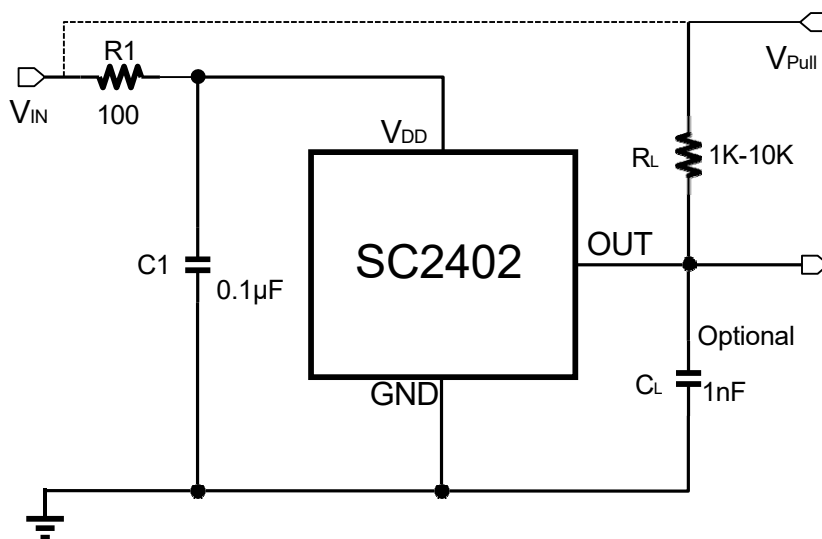 R1
VIN
100
VPull
VDD
RL
1K-10K
C1
0.1µF
SC2402
OUT
Optional
GND
CL
1nF